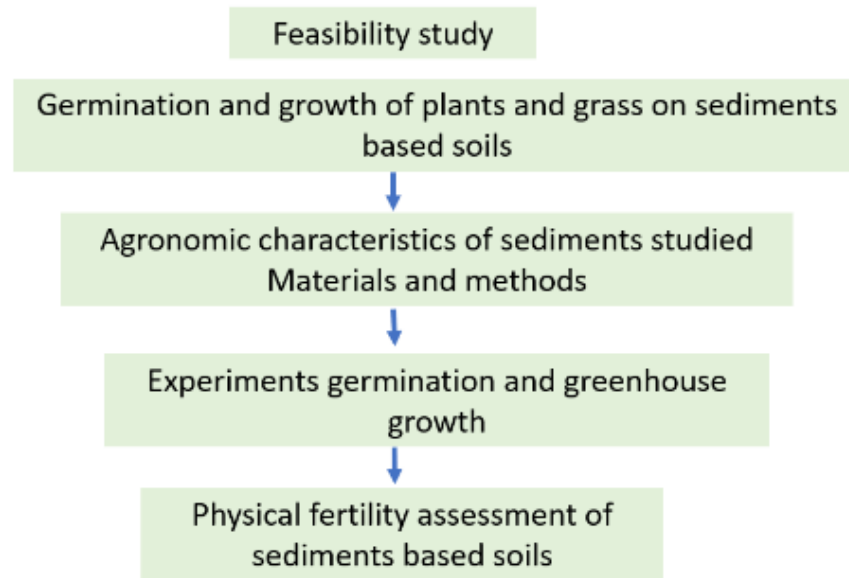 Feasibility study
Germination and growth of plants and grass on sediments
based soils
Agronomic characteristics of sediments studied
Materials and methods
Experiments germination and greenhouse
growth
Physical fertility assessment of
sediments based soils